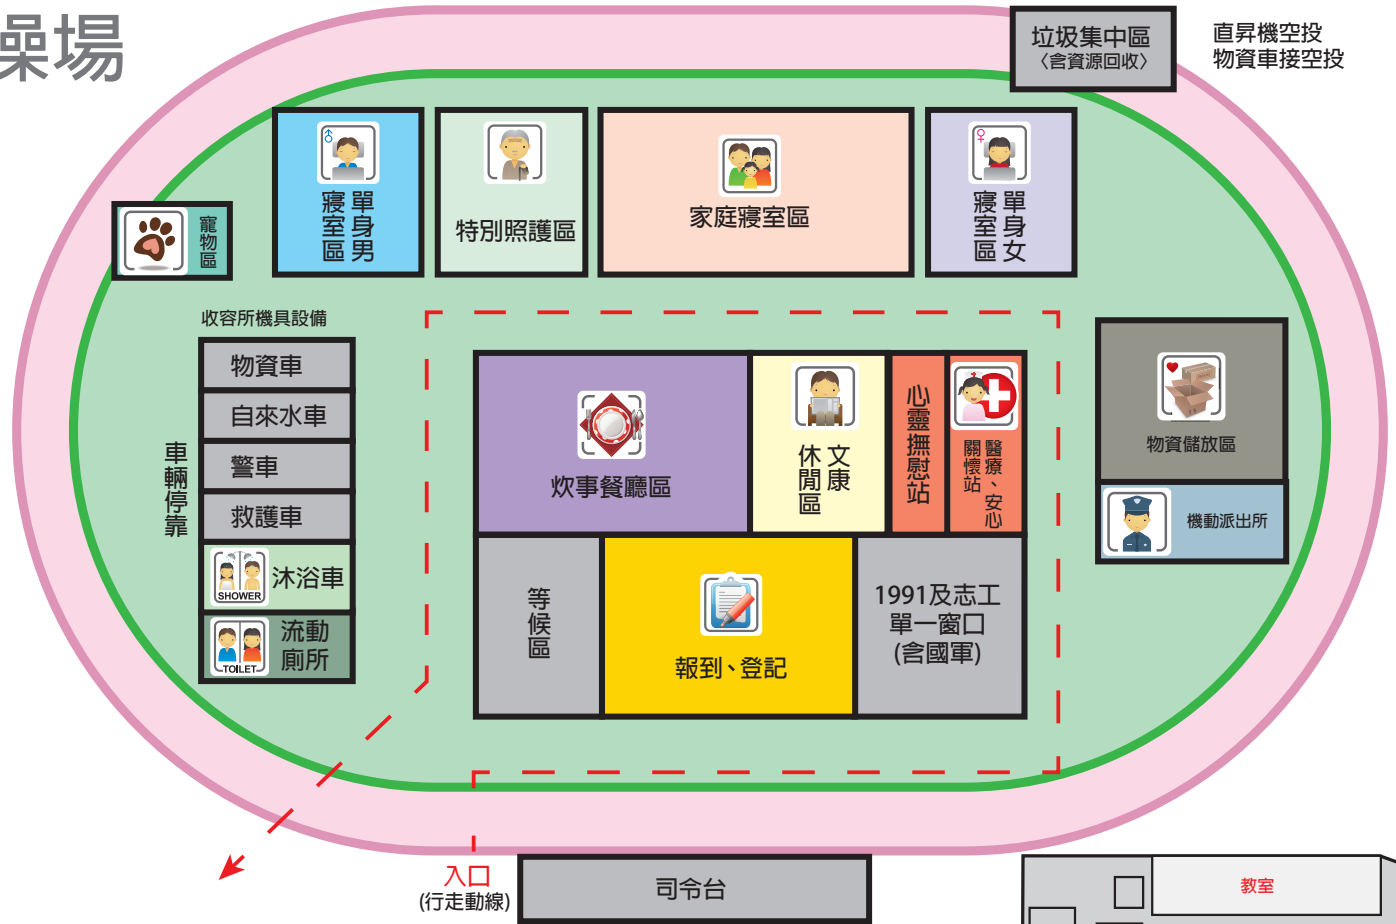 操場
垃圾集中區
〈含資源回收〉
直昇機空投
物資車接空投
單身男
寢室區
特別照護區
家庭寢室區
單身女
寢室區
寵物區
收容所機具設備
物資車
自來水車
警車
救護車
SHOWER
沐浴車
TOILET
流動
廁所
車輛停靠
炊事餐廳區
文康
休閒區
心靈撫慰站
醫療、安心
關懷站
物資儲放區
機動派出所
等候區
報到、登記
1991及志工
單一窗口
(含國軍)
入口
(行走動線)
司令台
教室